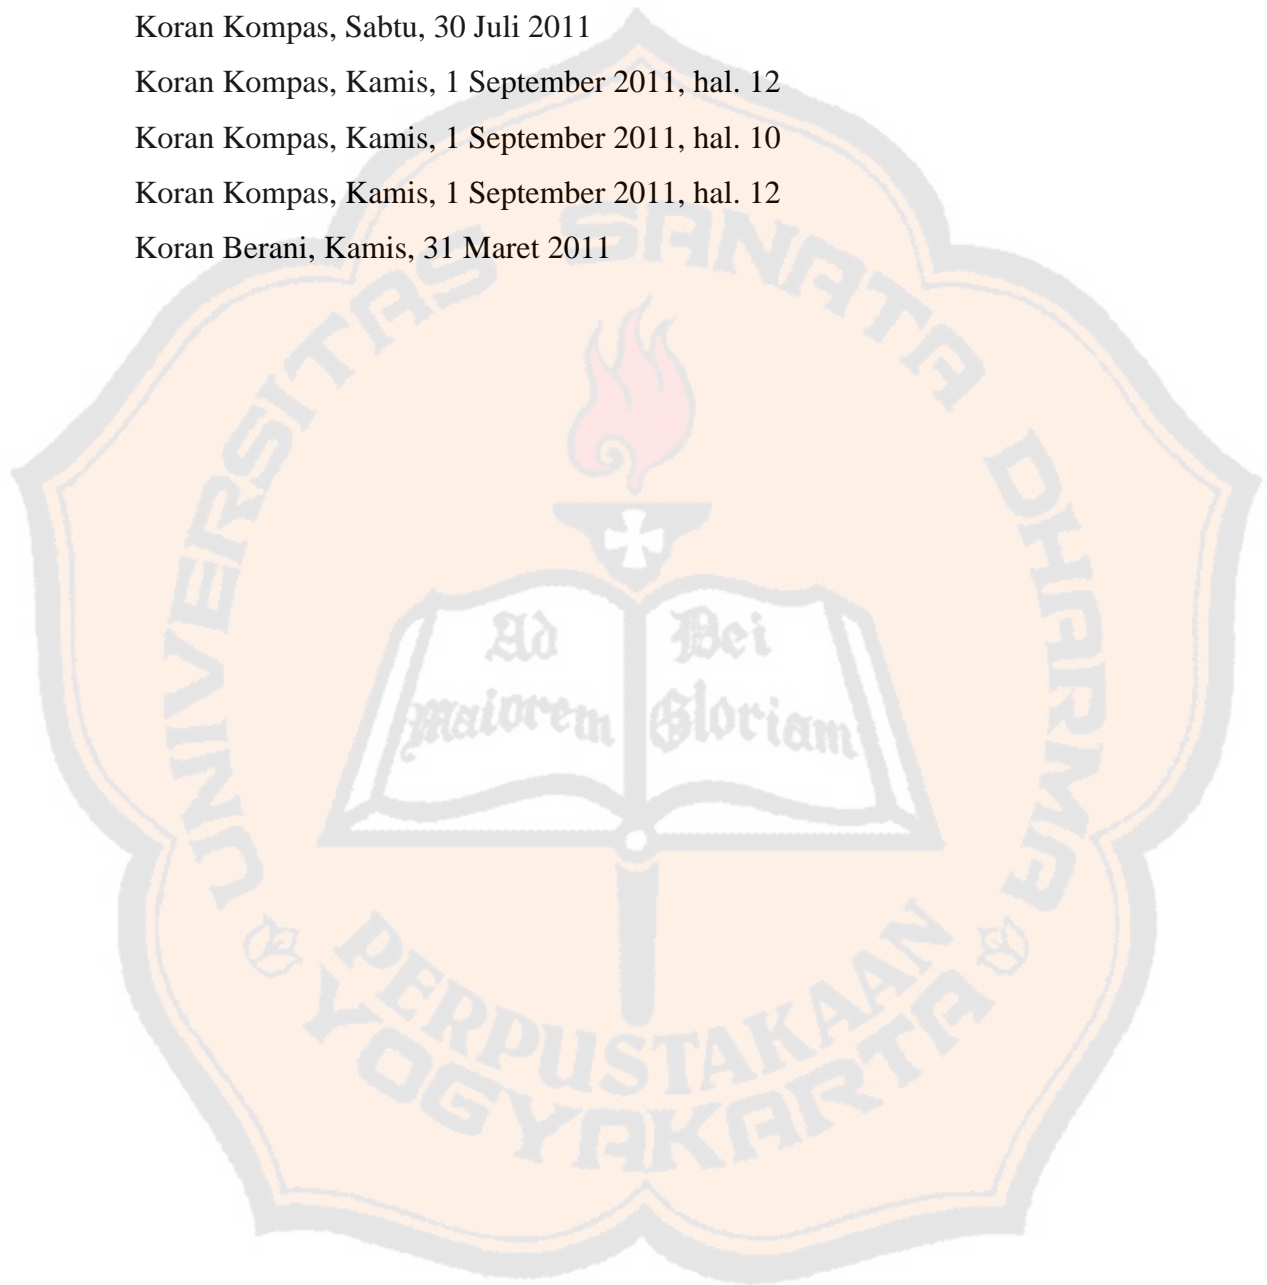 Koran Kompas, Sabtu, 30 Juli 2011
Koran Kompas, Kamis, 1 September 2011, hal. 12
Koran Kompas, Kamis, 1 September 2011, hal. 10
Koran Kompas, Kamis, 1 September 2011, hal. 12
Koran Berani, Kamis, 31 Maret 2011
UNIVERSITAS SANATA DHARMA
Ad Dei
maiorem Gloriam
PERPUSTAKAAN
YOGYAKARTA